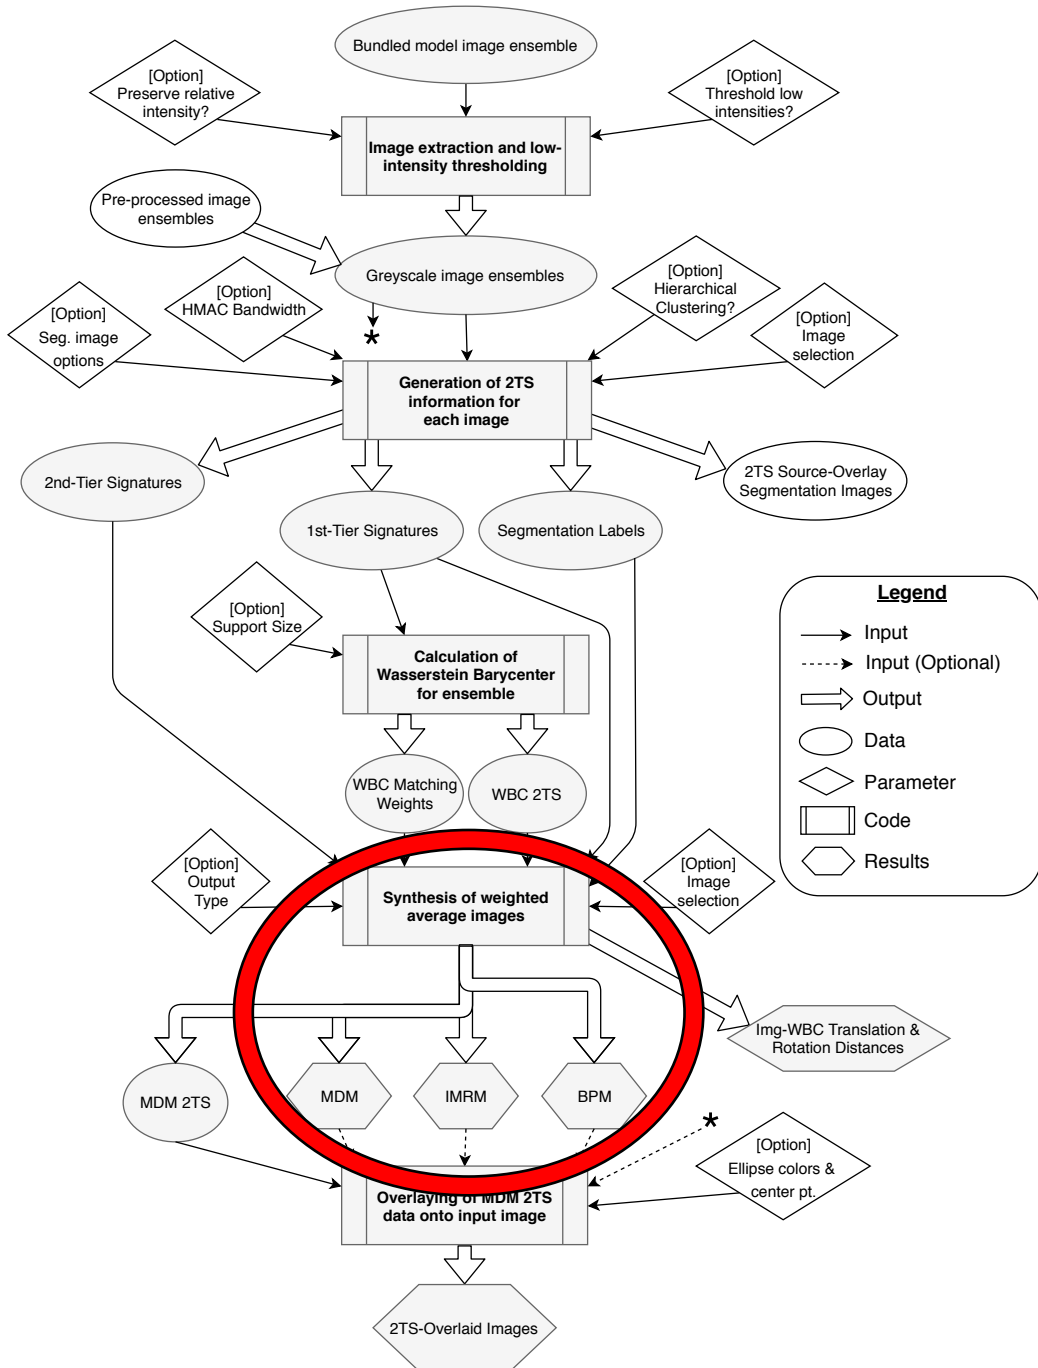 Bundled model image ensemble
[Option]
Preserve relative
intensity?
[Option]
Threshold low
intensities?
Image extraction and low-
intensity thresholding
Pre-processed image
ensembles
Greyscale image ensembles
[Option]
HMAC Bandwidth
[Option]
Hierarchical
Clustering?
[Option]
Seg. image
options
*
[Option]
Image
selection
Generation of 2TS
information for
each image
2nd-Tier Signatures
2TS Source-Overlay
Segmentation Images
1st-Tier Signatures
Segmentation Labels
[Option]
Support Size
Calculation of
Wasserstein Barycenter
for ensemble
Legend
Input
Input (Optional)
Output
Data
Parameter
Code
Results
WBC Matching
Weights
WBC 2TS
[Option]
Output
Type
Synthesis of weighted
average images
[Option]
Image
selection
Img-WBC Translation &
Rotation Distances
MDM 2TS
MDM
IMRM
BPM
*
[Option]
Ellipse colors &
center pt.
Overlaying of MDM 2TS
data onto input image
2TS-Overlaid Images